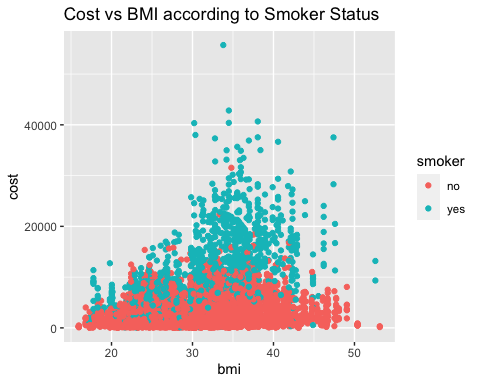 Cost vs BMI according to Smoker Status
cost
40000
20000
0
20
30
40
50
bmi
smoker
no
yes